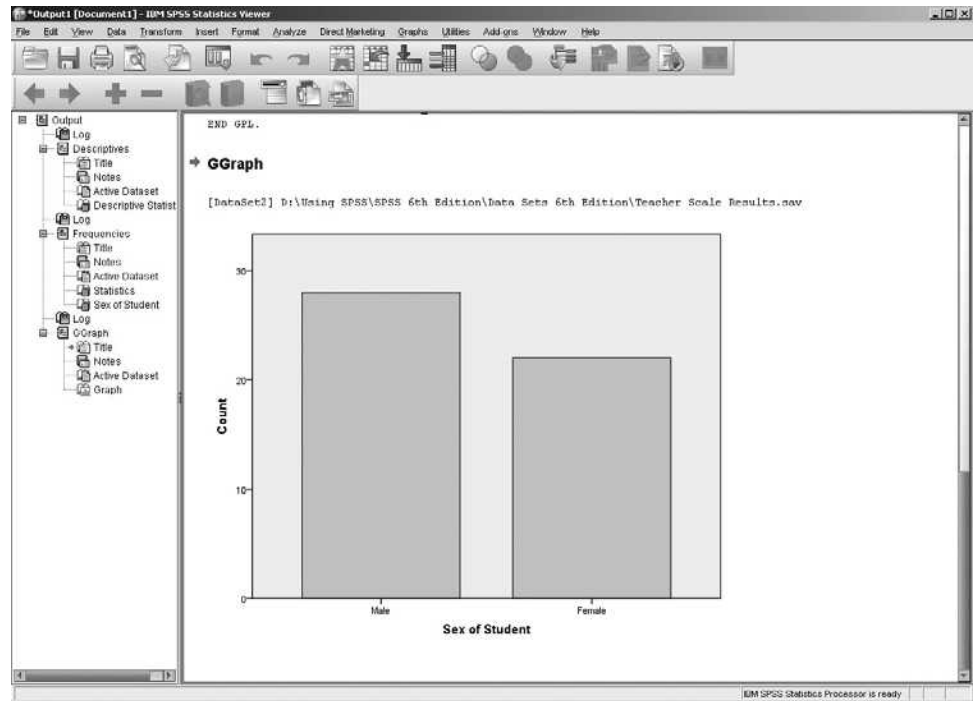 *Output1 [Document1] - IBM SPSS Statistics Viewer
File Edit View Data Transform Insert Format Analyze Direct Marketing Graphs Utilities Add-ons Window Help
Output
Log
Descriptives
Title
Notes
Active Dataset
Descriptive Statist
Log
Frequencies
Title
Notes
Active Dataset
Statistics
Sex of Student
Log
GGraph
Title
Notes
Active Dataset
Graph
END GPL.
GGraph
[DataSet2] D:\Using SPSS\SPSS 6th Edition\Data Sets 6th Edition\Teacher Scale Results.sav
30
20
10
0
Count
Male Female
Sex of Student
IBM SPSS Statistics Processor is ready